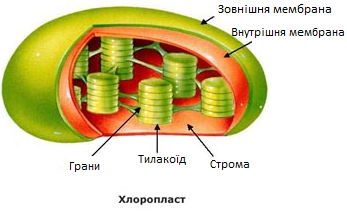 Зовнішня мембрана
Внутрішня мембрана
Грани
Тилакоїд
Строма
Хлоропласт